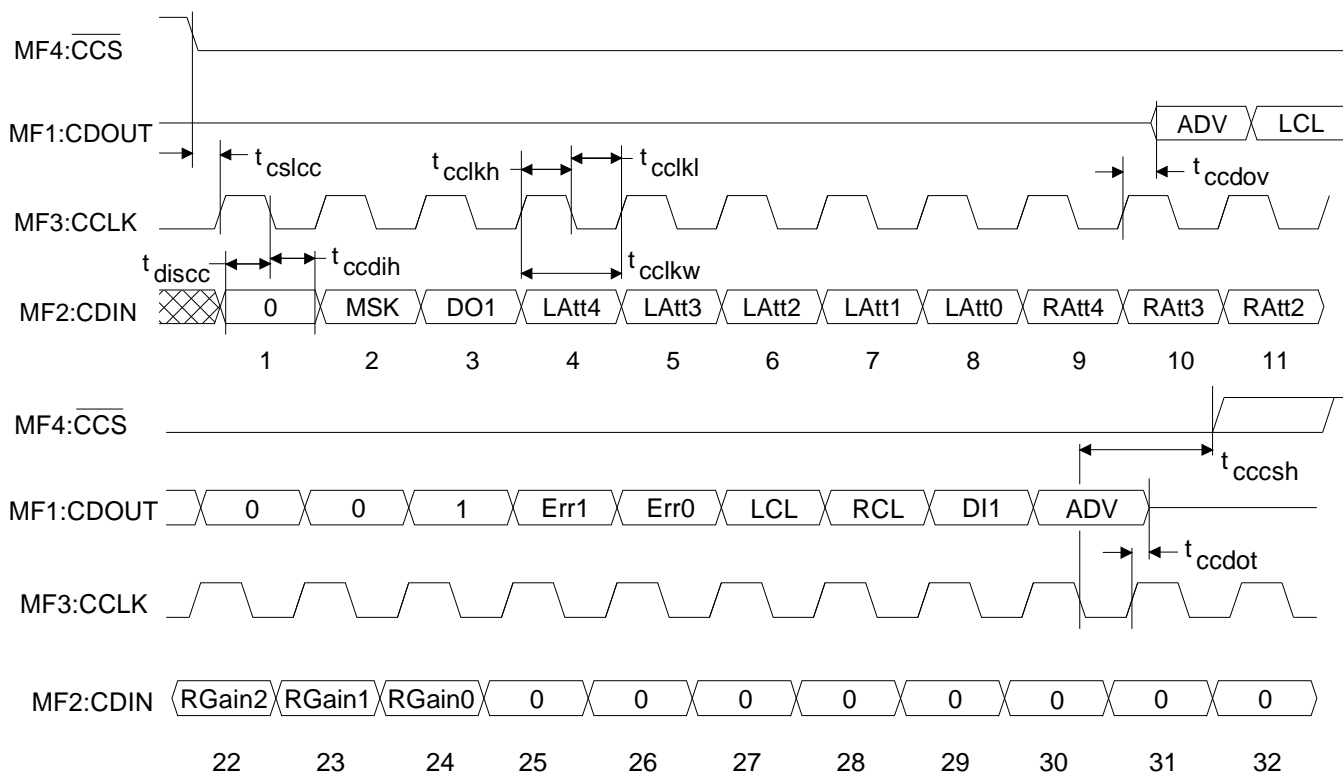 MF4:CCS
MF1:CDOUT ADV LCL
t cslcc t cclkh t cclkl t ccdov
MF3:CCLK
t discc t ccdih t cclkw
MF2:CDIN 0 MSK DO1 LAtt4 LAtt3 LAtt2 LAtt1 LAtt0 RAtt4 RAtt3 RAtt2
1 2 3 4 5 6 7 8 9 10 11
MF4:CCS
t cccsh
MF1:CDOUT 0 0 1 Err1 Err0 LCL RCL DI1 ADV
t ccdot
MF3:CCLK
MF2:CDIN RGain2 RGain1 RGain0 0 0 0 0 0 0 0 0
22 23 24 25 26 27 28 29 30 31 32